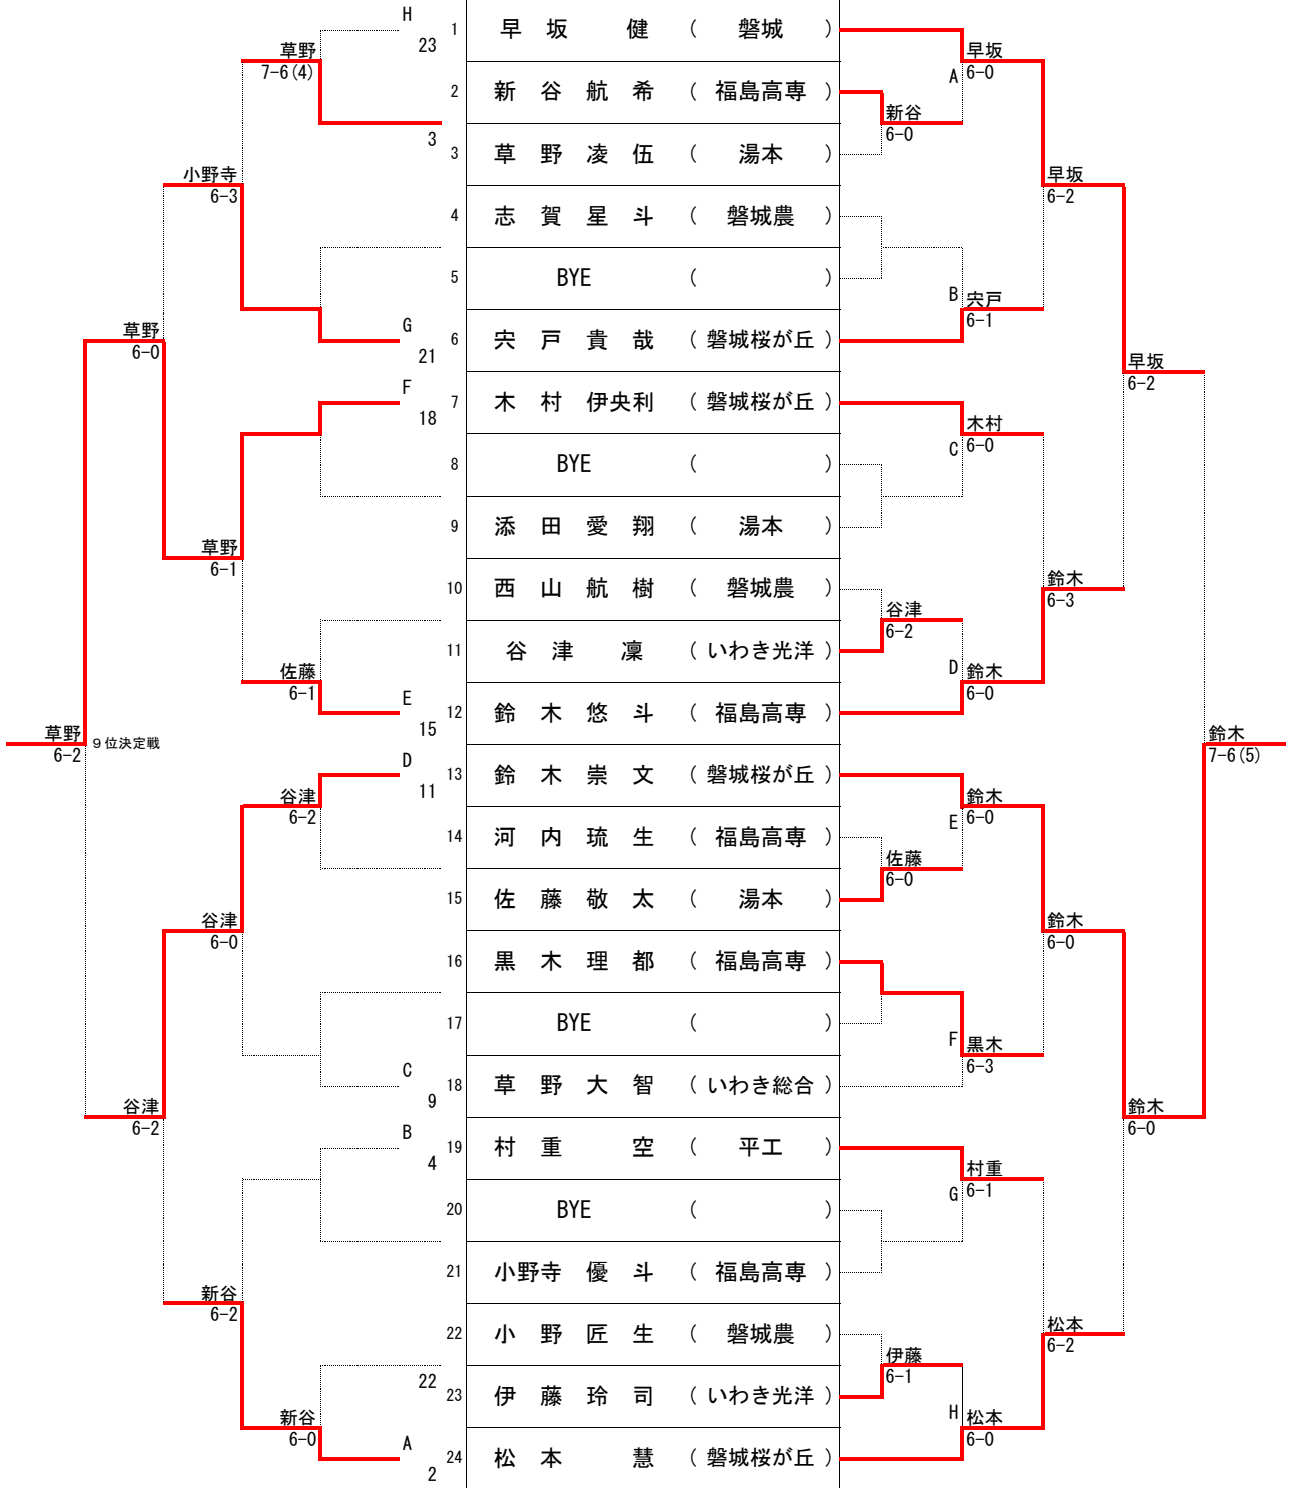 H
23
草野
7-6(4)
3
小野寺
6-3
G
21
草野
6-0
F
18
草野
6-1
佐藤
6-1
E
15
草野
6-2
9位決定戦
D
11
谷津
6-2
谷津
6-0
C
9
谷津
6-2
B
4
新谷
6-2
22
新谷
6-0
A
2
1 早坂 健 ( 磐城 )
2 新谷航希 ( 福島高専 )
3 草野凌伍 ( 湯本 )
4 志賀星斗 ( 磐城農 )
5 BYE ( )
6 宍戸貴哉 ( 磐城桜が丘 )
7 木村伊央利 ( 磐城桜が丘 )
8 BYE ( )
9 添田愛翔 ( 湯本 )
10 西山航樹 ( 磐城農 )
11 谷津 凜 ( いわき光洋 )
12 鈴木悠斗 ( 福島高専 )
13 鈴木崇文 ( 磐城桜が丘 )
14 河内琉生 ( 福島高専 )
15 佐藤敬太 ( 湯本 )
16 黒木理都 ( 福島高専 )
17 BYE ( )
18 草野大智 ( いわき総合 )
19 村重 空 ( 平工 )
20 BYE ( )
21 小野寺優斗 ( 福島高専 )
22 小野匠生 ( 磐城農 )
23 伊藤玲司 ( いわき光洋 )
24 松本 慧 ( 磐城桜が丘 )
早坂
A 6-0
新谷
6-0
早坂
6-2
B 宍戸
6-1
早坂
6-2
木村
C 6-0
鈴木
6-3
谷津
6-2
D 鈴木
6-0
鈴木
7-6(5)
鈴木
E 6-0
佐藤
6-0
鈴木
6-0
F 黒木
6-3
鈴木
6-0
村重
G 6-1
松本
6-2
伊藤
6-1
H 松本
6-0